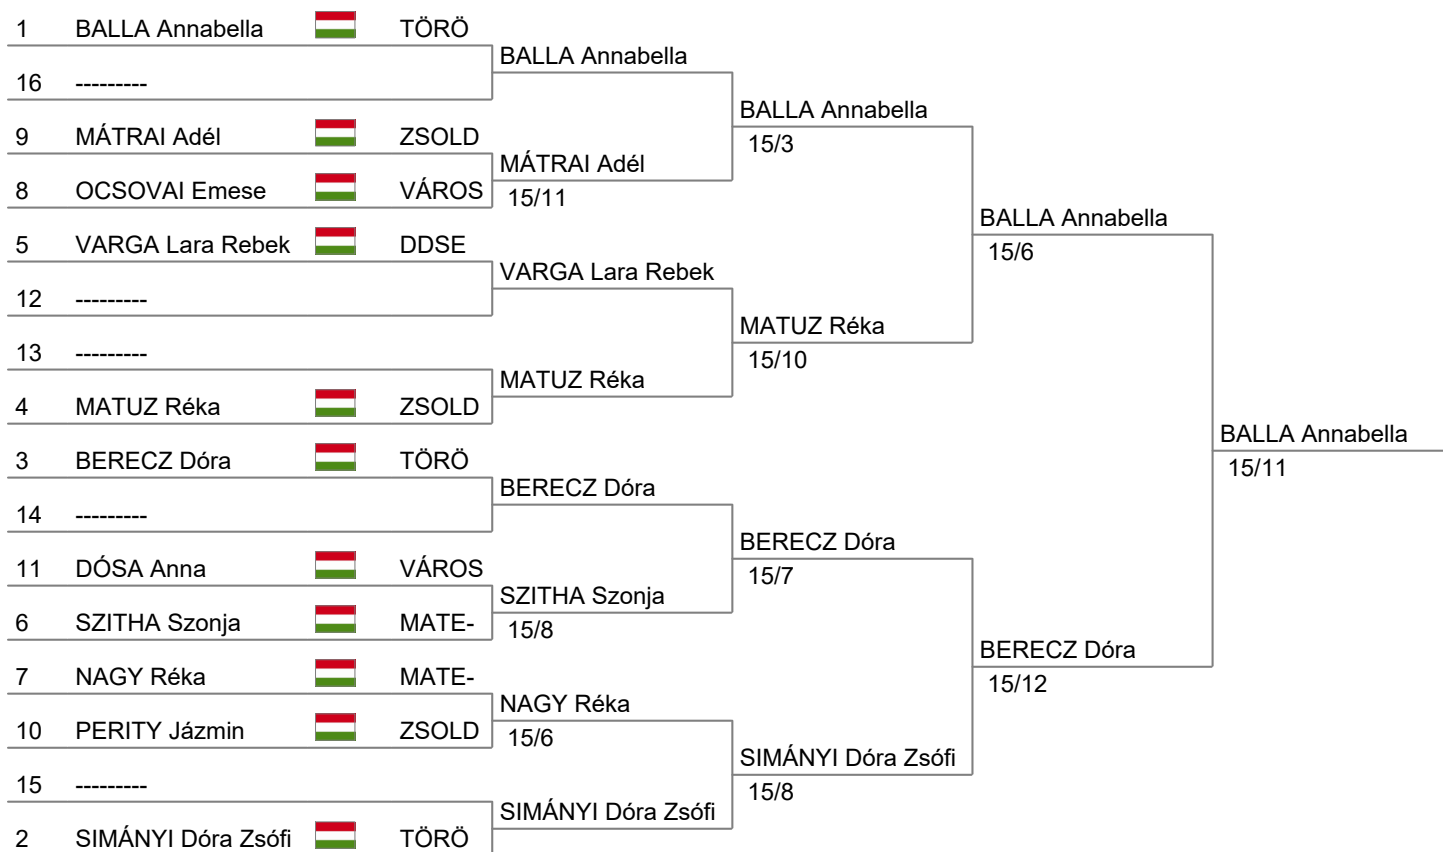 1 BALLA Annabella TÖRÖ
16 ---------
9 MÁTRAI Adél ZSOLD
8 OCSOVAI Emese VÁROS
5 VARGA Lara Rebek DDSE
12 ---------
13 ---------
4 MATUZ Réka ZSOLD
3 BERECZ Dóra TÖRÖ
14 ---------
11 DÓSA Anna VÁROS
6 SZITHA Szonja MATE-
7 NAGY Réka MATE-
10 PERITY Jázmin ZSOLD
15 ---------
2 SIMÁNYI Dóra Zsófi TÖRÖ
BALLA Annabella
MÁTRAI Adél
15/11
VARGA Lara Rebek
MATUZ Réka
BERECZ Dóra
SZITHA Szonja
15/8
NAGY Réka
15/6
SIMÁNYI Dóra Zsófi
BALLA Annabella
15/3
MATUZ Réka
15/10
BERECZ Dóra
15/7
SIMÁNYI Dóra Zsófi
15/8
BALLA Annabella
15/6
BERECZ Dóra
15/12
BALLA Annabella
15/11